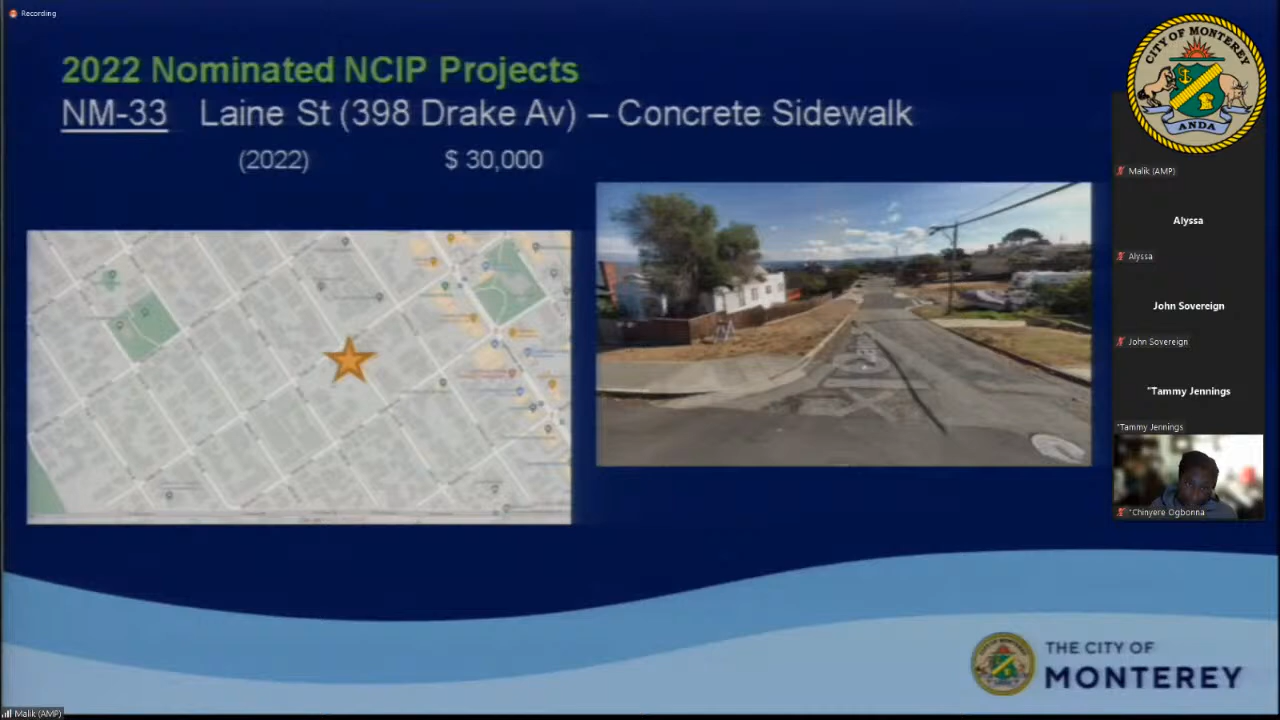 Recording
2022 Nominated NCIP Projects
NM-33 Laine St (398 Drake Av) – Concrete Sidewalk
(2022) $ 30,000
CITY OF MONTEREY
ANDA
Malik (AMP)
Alyssa
Alyssa
John Sovereign
John Sovereign
"Tammy Jennings
"Tammy Jennings
"Chinyere Ogbonna
THE CITY OF
MONTEREY
Malik (AMP)